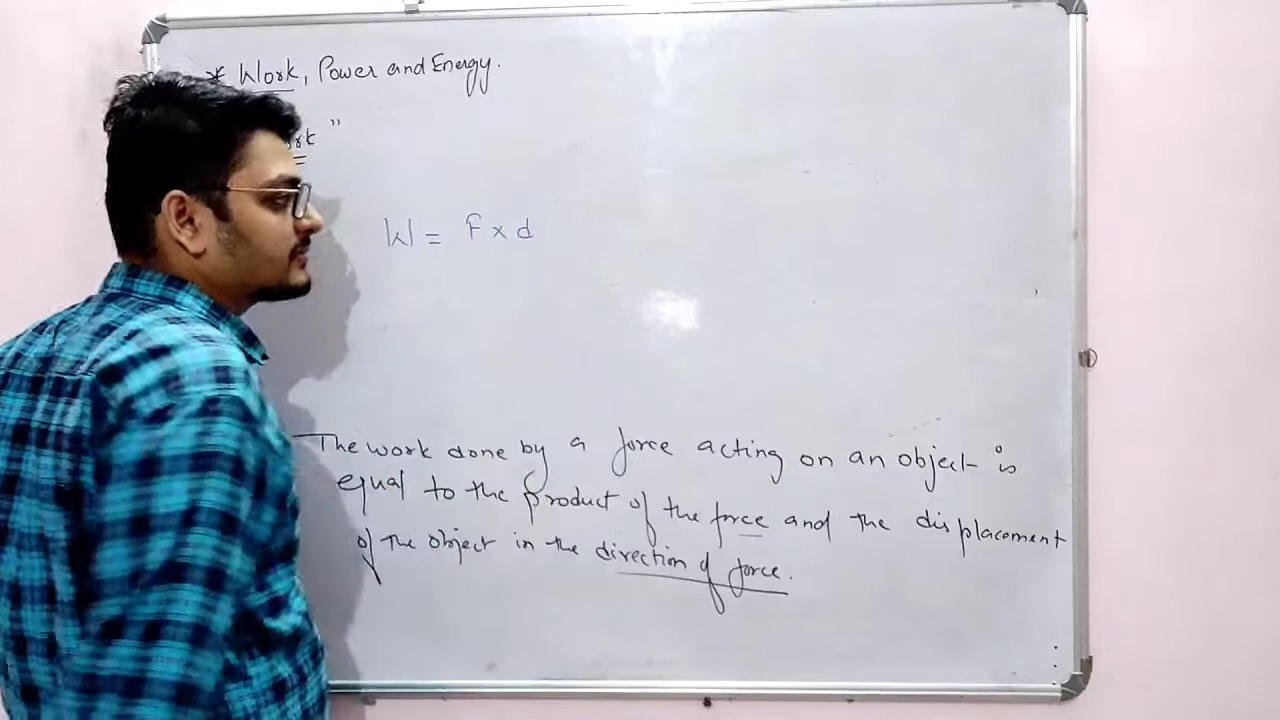 * Work, Power and Energy.
"
W = F × d
The work done by a force acting on an object is
equal to the product of the force and the displacement
of the object in the direction of force.